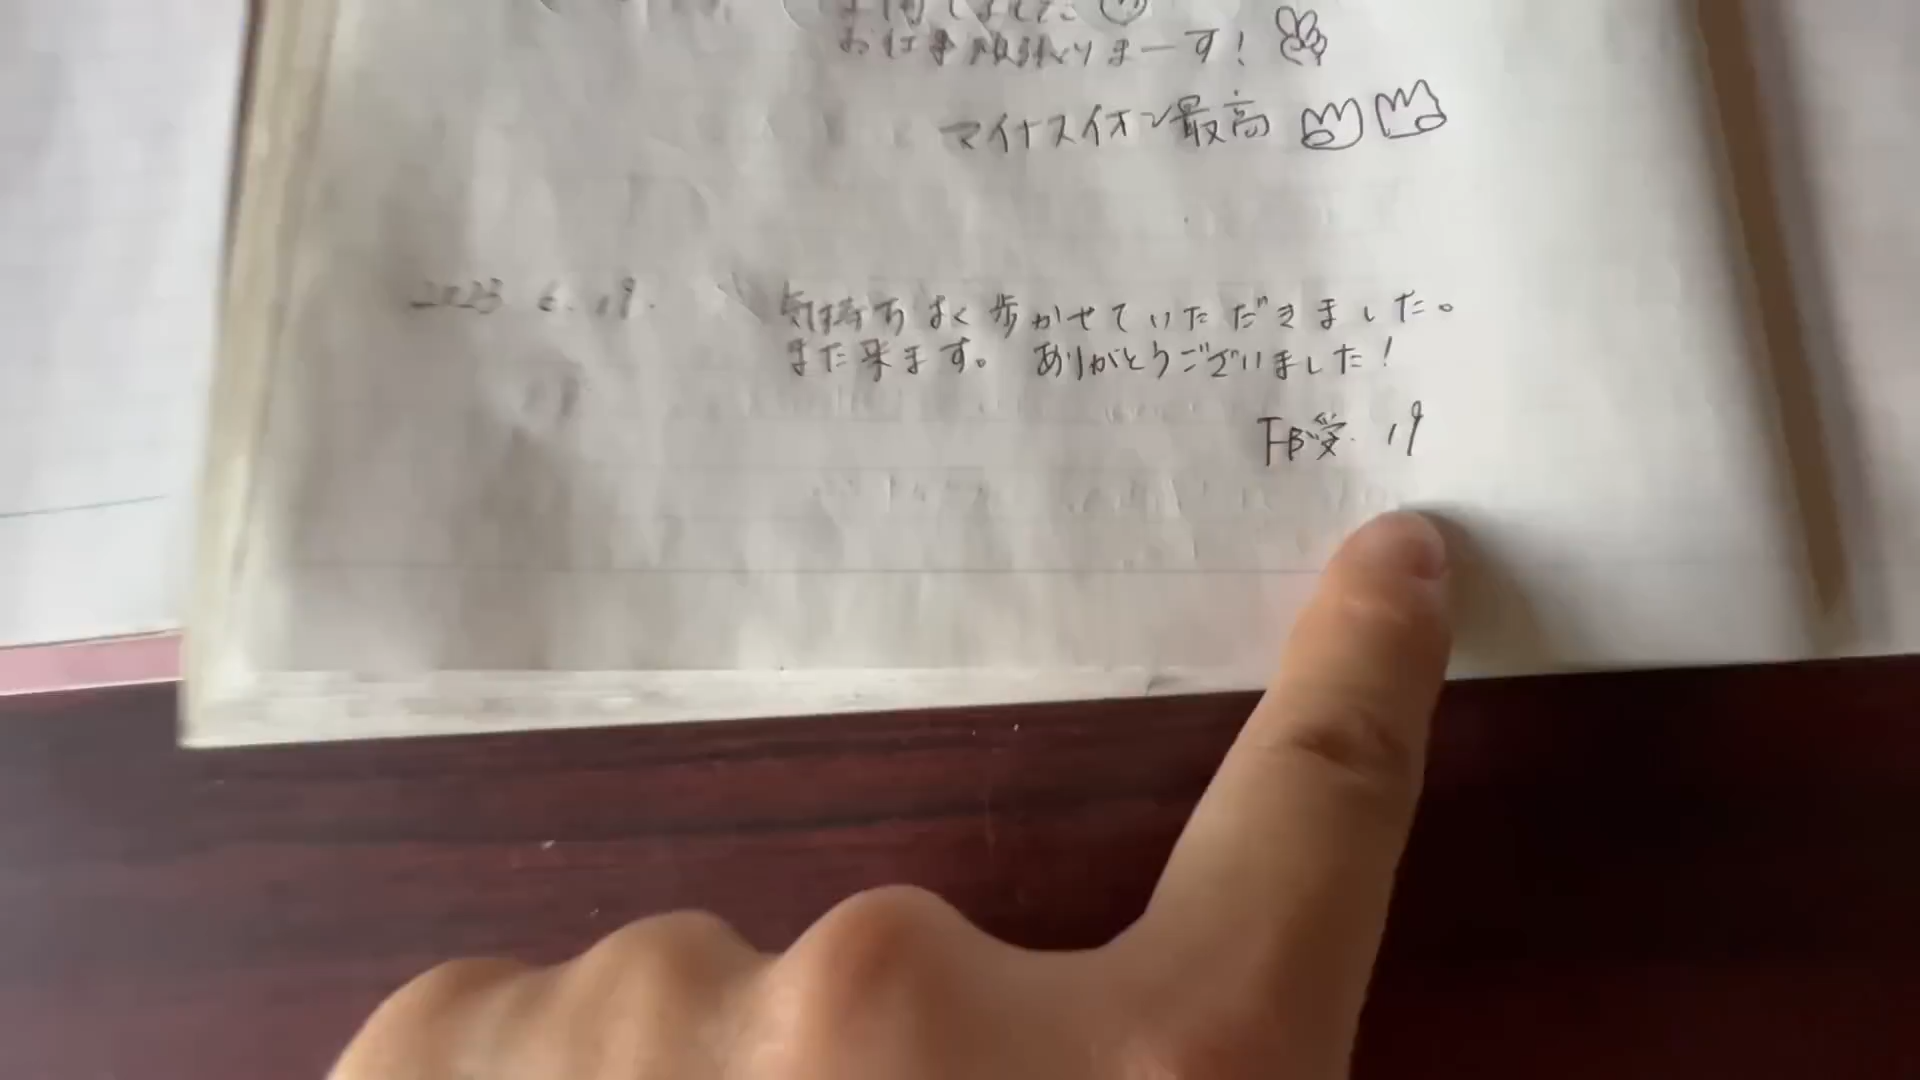 お仕事頑張りまーす！
マイナスイオン最高
2023 6.19.
気持ちよく歩かせていただきました。
また来ます。ありがとうございました！
19